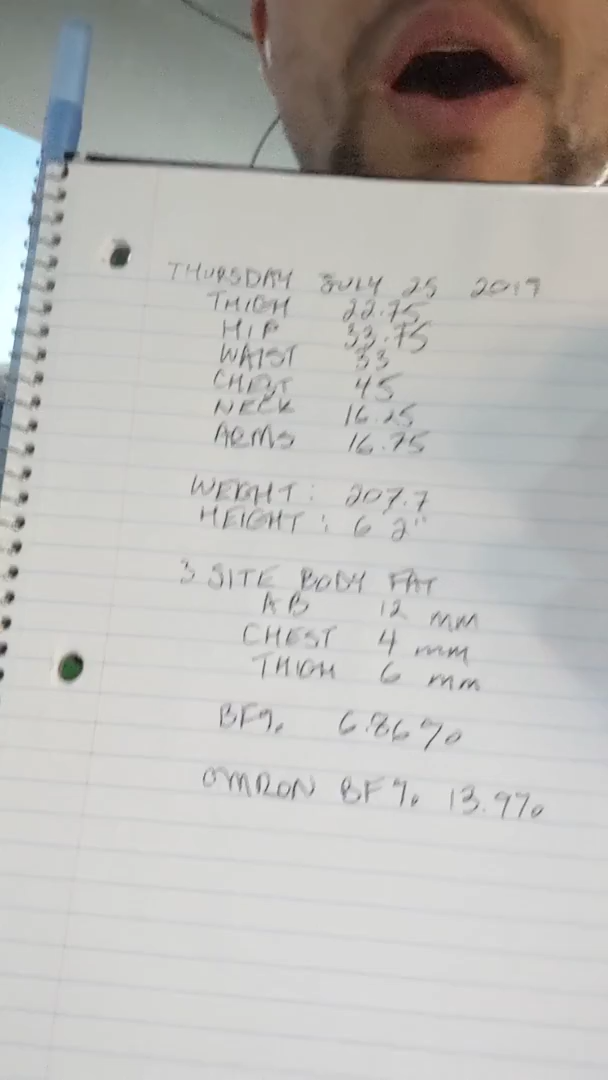 THURSDAY JULY 25 2019
THIGH 22.75
HIP 33.75
WAIST 33
CHEST 45
NECK 16.25
ARMS 16.75
WEIGHT: 207.7
HEIGHT: 6 2"
3 SITE BODY FAT
AB 12 mm
CHEST 4 mm
THIGH 6 mm
BF% 6.86%
OMRON BF% 13.9%